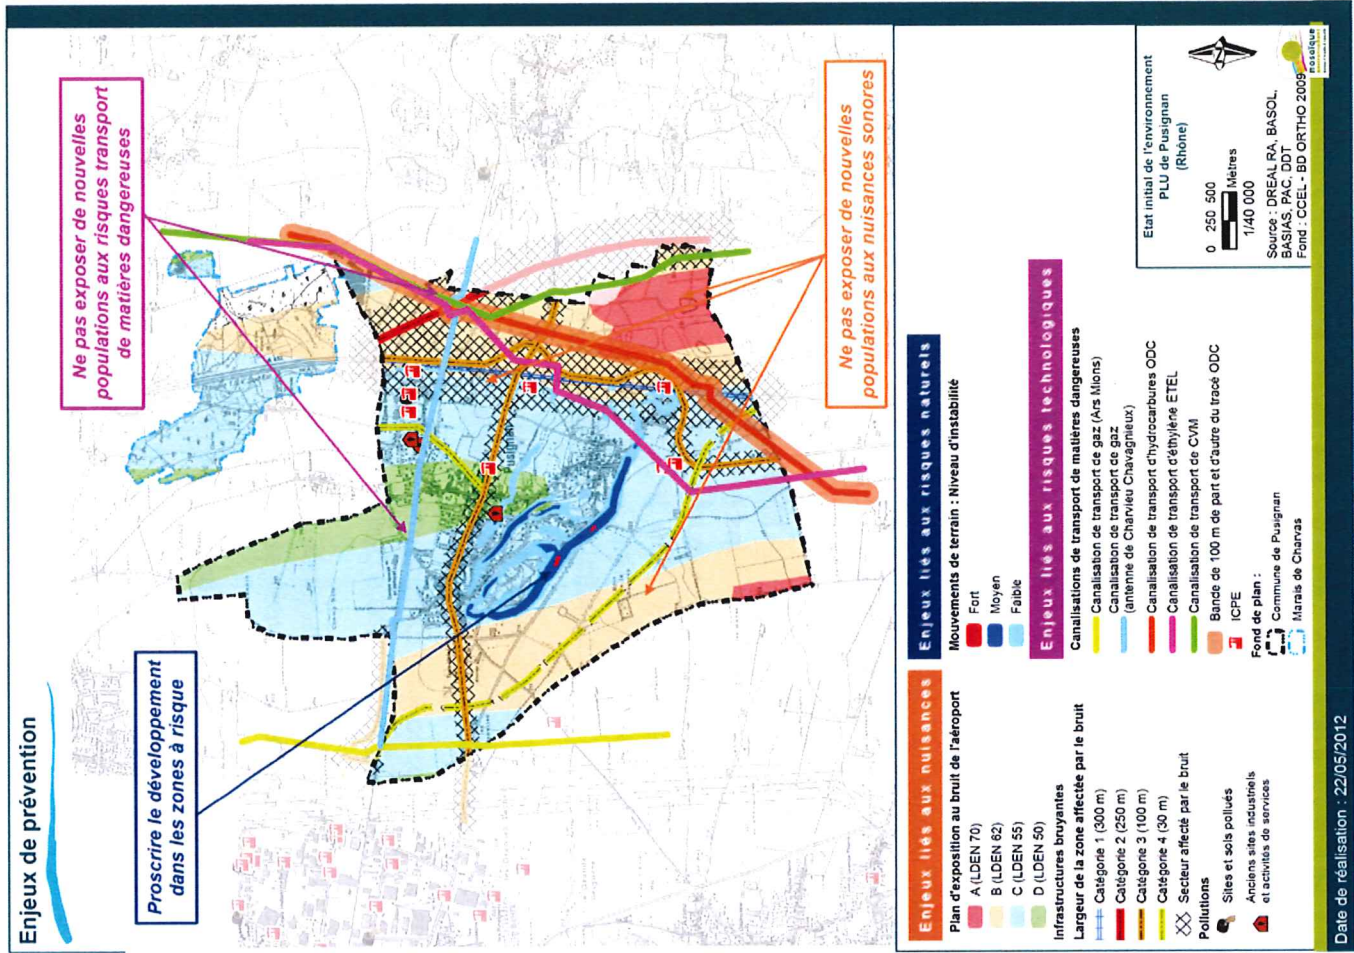 Enjeux de prévention
Ne pas exposer de nouvelles
populations aux risques transport
de matières dangereuses
Proscrire le développement
dans les zones à risque
Ne pas exposer de nouvelles
populations aux nuisances sonores
Enjeux liés aux nuisances
Plan d'exposition au bruit de l'aéroport
A (LDEN 70)
B (LDEN 62)
C (LDEN 55)
D (LDEN 50)
Infrastructures bruyantes
Largeur de la zone affectée par le bruit
Catégorie 1 (300 m)
Catégorie 2 (250 m)
Catégorie 3 (100 m)
Catégorie 4 (30 m)
Secteur affecté par le bruit
Pollutions
Sites et sols pollués
Anciens sites industriels
et activités de services
Enjeux liés aux risques naturels
Mouvements de terrain : Niveau d'instabilité
Fort
Moyen
Faible
Enjeux liés aux risques technologiques
Canalisations de transport de matières dangereuses
Canalisation de transport de gaz (Ars Mions)
Canalisation de transport de gaz
(antenne de Charvieu Chavagnieux)
Canalisation de transport d'hydrocarbures ODC
Canalisation de transport d'éthylène ETEL
Canalisation de transport de CVM
Bande de 100 m de part et d'autre du tracé ODC
ICPE
Fond de plan :
Commune de Pusignan
Marais de Charvas
Etat initial de l'environnement
PLU de Pusignan
(Rhône)
0 250 500
Mètres
1/40 000
Source : DREAL RA, BASOL,
BASIAS, PAC, DDT
Fond : CCEL - BD ORTHO 2009
mosaïque
environnement
Date de réalisation : 22/05/2012